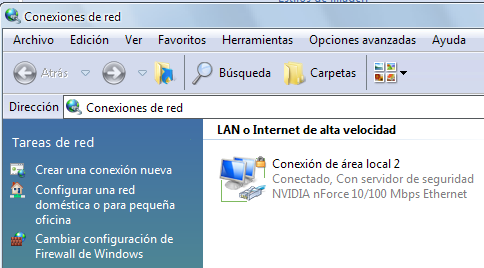 Conexiones de red
Archivo Edición Ver Favoritos Herramientas Opciones avanzadas Ayuda
Atrás Búsqueda Carpetas
Dirección Conexiones de red
Tareas de red
Crear una conexión nueva
Configurar una red
doméstica o para pequeña
oficina
Cambiar configuración de
Firewall de Windows
LAN o Internet de alta velocidad
Conexión de área local 2
Conectado, Con servidor de seguridad
NVIDIA nForce 10/100 Mbps Ethernet